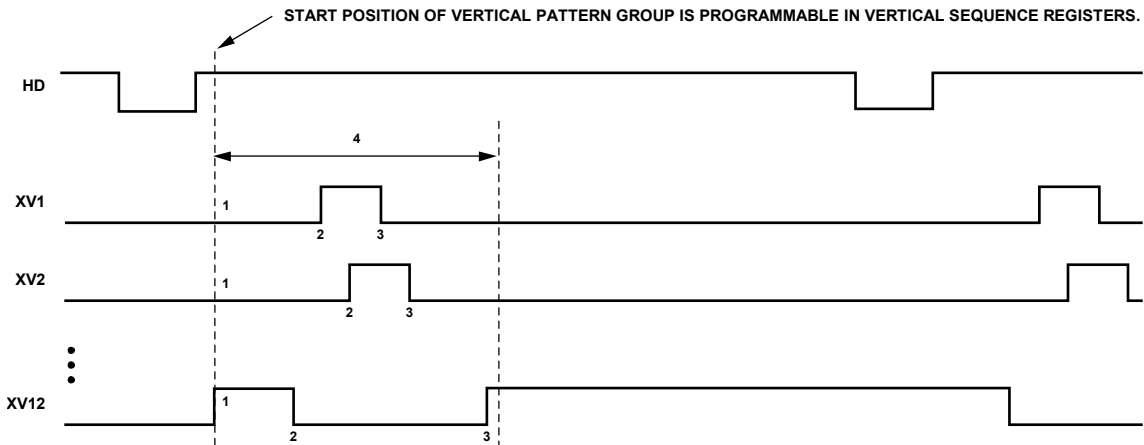 START POSITION OF VERTICAL PATTERN GROUP IS PROGRAMMABLE IN VERTICAL SEQUENCE REGISTERS.
HD
4
XV1
1
2 3
XV2
1
2 3
XV12
1
2 3